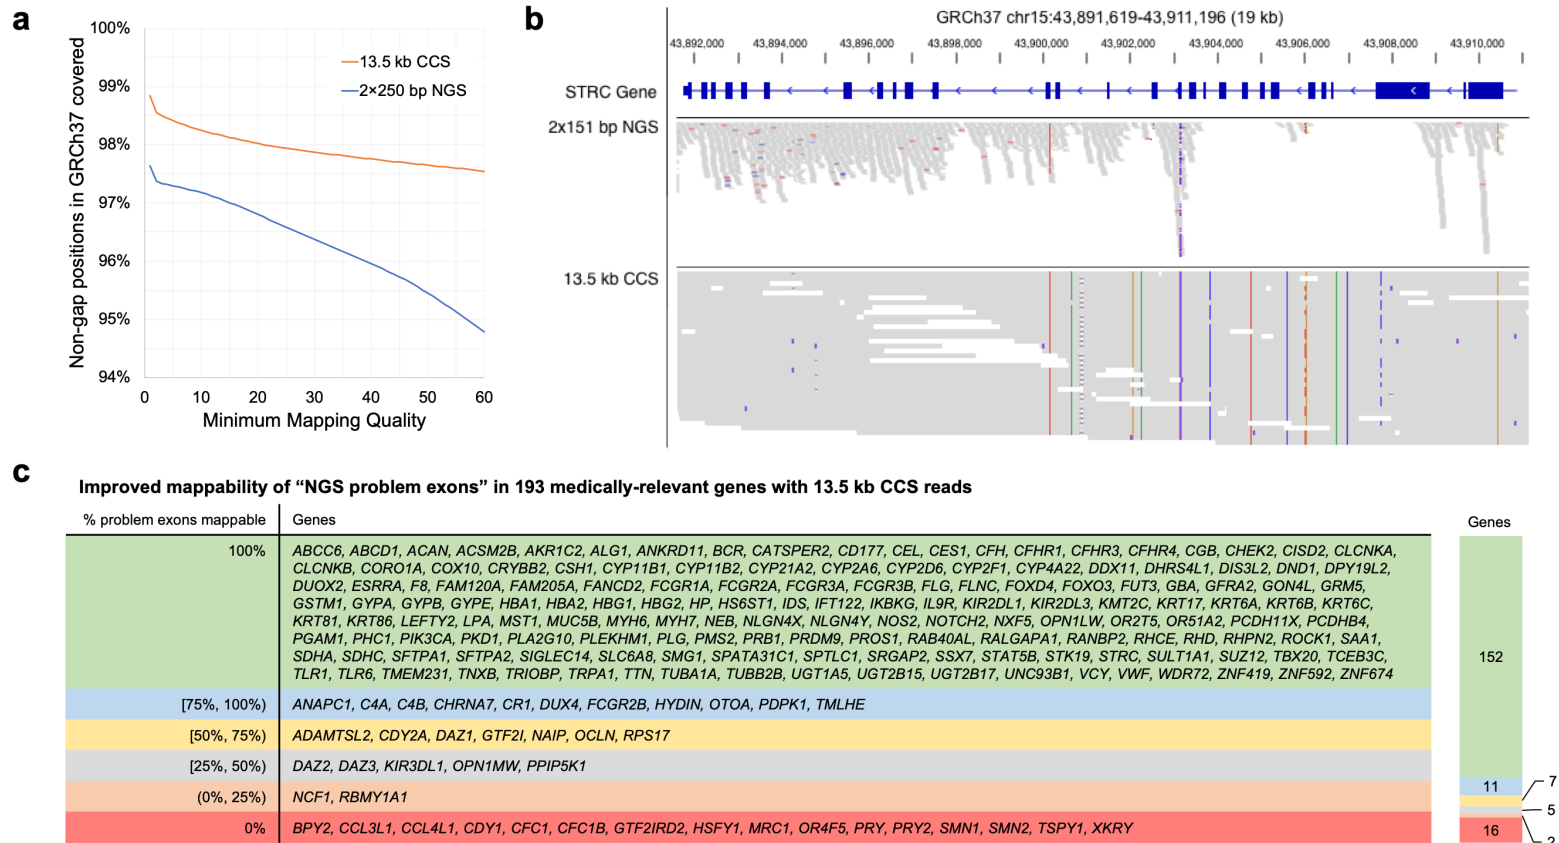 a
100%
99%
98%
97%
96%
95%
94%
Non-gap positions in GRCh37 covered
13.5 kb CCS
2×250 bp NGS
0 10 20 30 40 50 60
Minimum Mapping Quality
b
GRCh37 chr15:43,891,619-43,911,196 (19 kb)
43,892,000 43,894,000 43,896,000 43,898,000 43,900,000 43,902,000 43,904,000 43,906,000 43,908,000 43,910,000
STRC Gene
2x151 bp NGS
13.5 kb CCS
c
Improved mappability of “NGS problem exons” in 193 medically-relevant genes with 13.5 kb CCS reads
% problem exons mappable Genes Genes
100% ABCC6, ABCD1, ACAN, ACSM2B, AKR1C2, ALG1, ANKRD11, BCR, CATSPER2, CD177, CEL, CES1, CFH, CFHR1, CFHR3, CFHR4, CGB, CHEK2, CISD2, CLCNKA,
CLCNKB, CORO1A, COX10, CRYBB2, CSH1, CYP11B1, CYP11B2, CYP21A2, CYP2A6, CYP2D6, CYP2F1, CYP4A22, DDX11, DHRS4L1, DIS3L2, DND1, DPY19L2,
DUOX2, ESRRA, F8, FAM120A, FAM205A, FANCD2, FCGR1A, FCGR2A, FCGR3A, FCGR3B, FLG, FLNC, FOXD4, FOXO3, FUT3, GBA, GFRA2, GON4L, GRM5,
GSTM1, GYPA, GYPB, GYPE, HBA1, HBA2, HBG1, HBG2, HP, HS6ST1, IDS, IFT122, IKBKG, IL9R, KIR2DL1, KIR2DL3, KMT2C, KRT17, KRT6A, KRT6B, KRT6C,
KRT81, KRT86, LEFTY2, LPA, MST1, MUC5B, MYH6, MYH7, NEB, NLGN4X, NLGN4Y, NOS2, NOTCH2, NXF5, OPN1LW, OR2T5, OR51A2, PCDH11X, PCDHB4,
PGAM1, PHC1, PIK3CA, PKD1, PLA2G10, PLEKHM1, PLG, PMS2, PRB1, PRDM9, PROS1, RAB40AL, RALGAPA1, RANBP2, RHCE, RHD, RHPN2, ROCK1, SAA1,
SDHA, SDHC, SFTPA1, SFTPA2, SIGLEC14, SLC6A8, SMG1, SPATA31C1, SPTLC1, SRGAP2, SSX7, STAT5B, STK19, STRC, SULT1A1, SUZ12, TBX20, TCEB3C,
TLR1, TLR6, TMEM231, TNXB, TRIOBP, TRPA1, TTN, TUBA1A, TUBB2B, UGT1A5, UGT2B15, UGT2B17, UNC93B1, VCY, VWF, WDR72, ZNF419, ZNF592, ZNF674
152
[75%, 100%) ANAPC1, C4A, C4B, CHRNA7, CR1, DUX4, FCGR2B, HYDIN, OTOA, PDPK1, TMLHE
11
[50%, 75%) ADAMTSL2, CDY2A, DAZ1, GTF2I, NAIP, OCLN, RPS17
7
[25%, 50%) DAZ2, DAZ3, KIR3DL1, OPN1MW, PPIP5K1
5
(0%, 25%) NCF1, RBMY1A1
2
0% BPY2, CCL3L1, CCL4L1, CDY1, CFC1, CFC1B, GTF2IRD2, HSFY1, MRC1, OR4F5, PRY, PRY2, SMN1, SMN2, TSPY1, XKRY
16